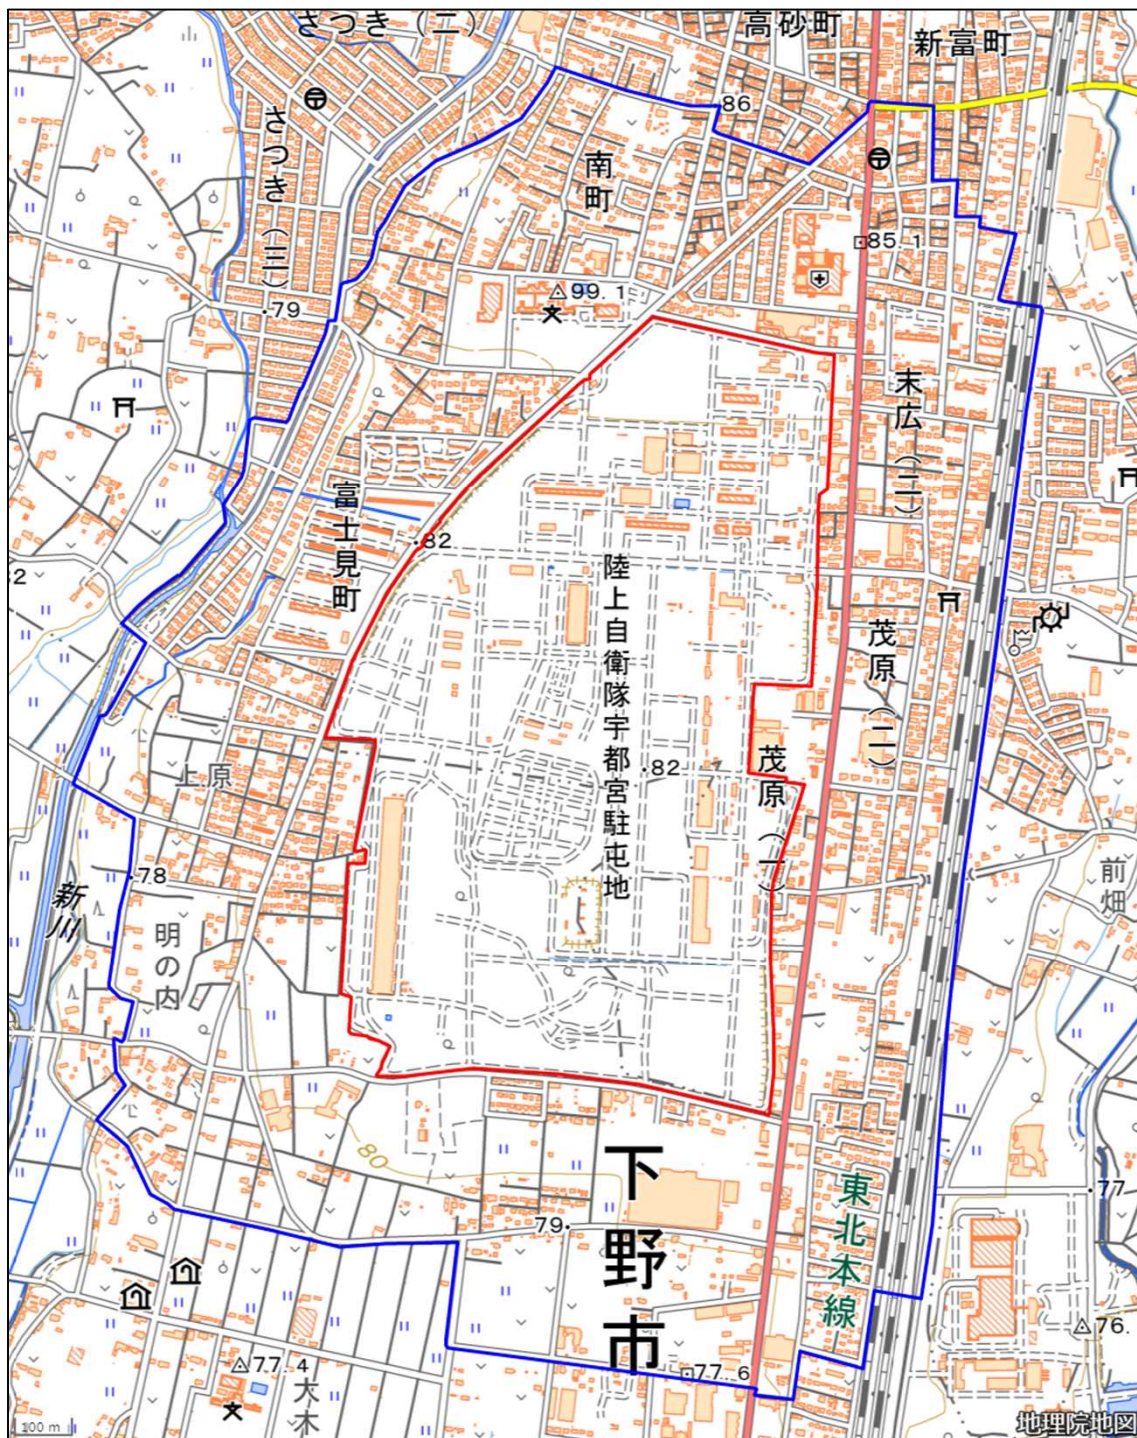 さつき(二)
高砂町
新富町
さつき(三)
86
南町
85.1
99.1
79
末広(二)
富士見町
82
陸上自衛隊宇都宮駐屯地
茂原(二)
82
茂原(一)
上原
78
新川
明の内
前畑
80
下野市
東北本線
77
79
77.6
77.4
大木
76.
100 m
地理院地図